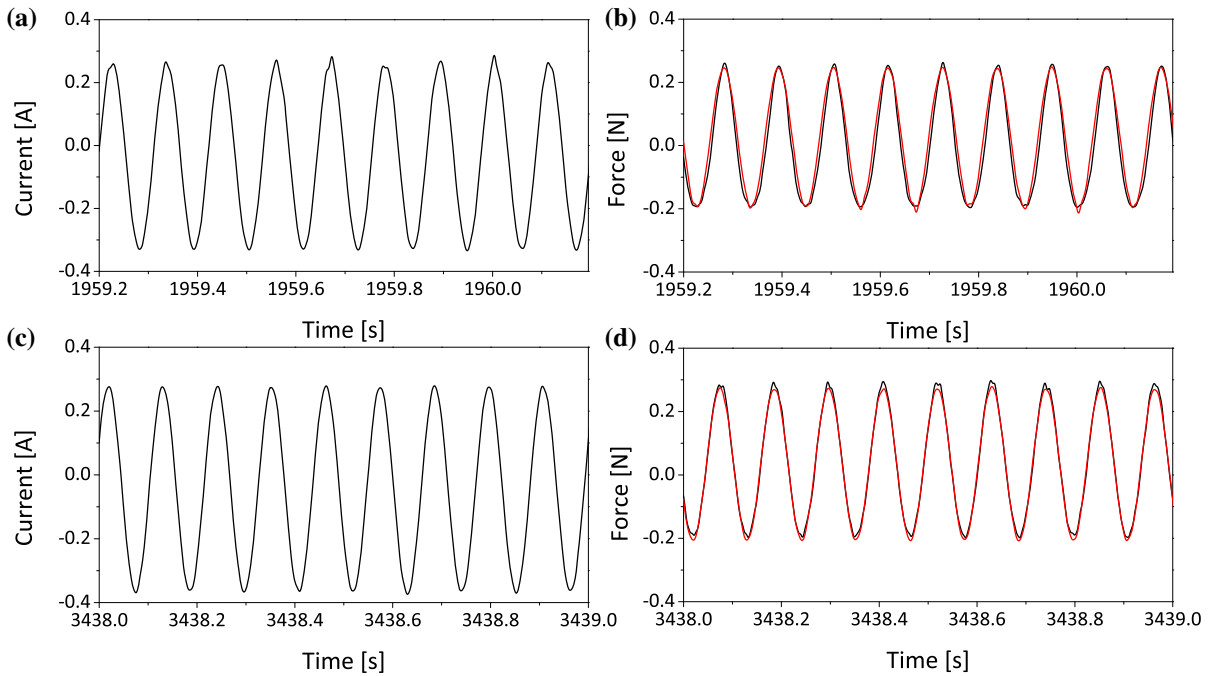 (a)
0.4
0.2
0.0
-0.2
-0.4
Current [A]
1959.2 1959.4 1959.6 1959.8 1960.0
Time [s]
(b)
0.4
0.2
0.0
-0.2
-0.4
Force [N]
1959.2 1959.4 1959.6 1959.8 1960.0
Time [s]
(c)
0.4
0.2
0.0
-0.2
-0.4
Current [A]
3438.0 3438.2 3438.4 3438.6 3438.8 3439.0
Time [s]
(d)
0.4
0.2
0.0
-0.2
-0.4
Force [N]
3438.0 3438.2 3438.4 3438.6 3438.8 3439.0
Time [s]